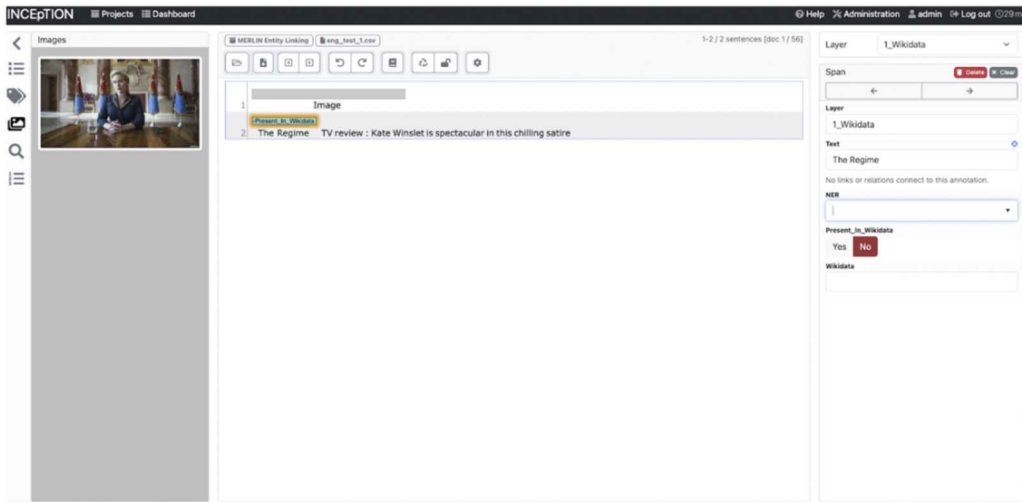 INCEpTION Projects Dashboard Help Administration admin Log out 29 m
Images
MERLIN Entity Linking eng_test_1.csv 1-2 / 2 sentences [doc 1 / 56]
1 Image
Present_In_Wikidata
2 The Regime TV review : Kate Winslet is spectacular in this chilling satire
Layer 1_Wikidata
Span Delete Clear
Layer
1_Wikidata
Text
The Regime
No links or relations connect to this annotation.
NER
Present_In_Wikidata
Yes No
Wikidata